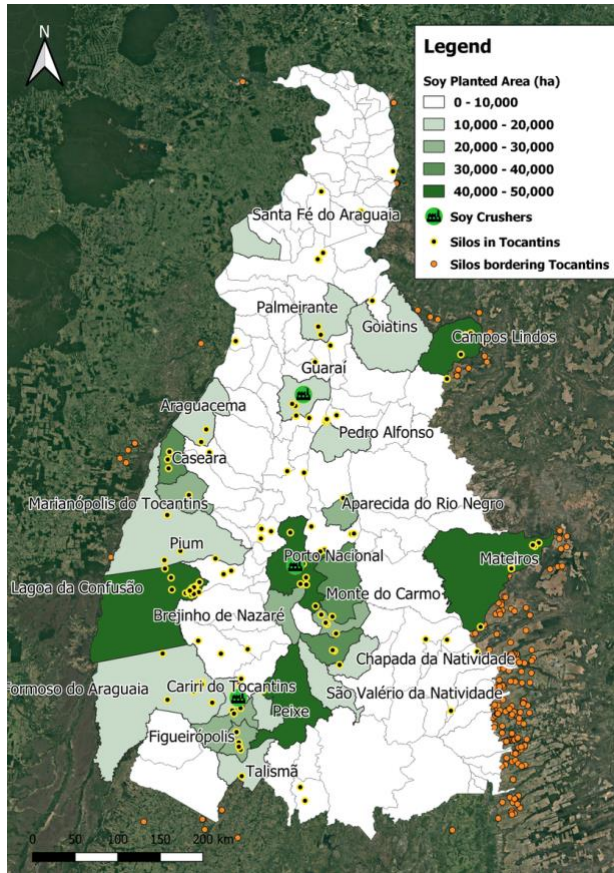 N
Legend
Soy Planted Area (ha)
0 - 10,000
10,000 - 20,000
20,000 - 30,000
30,000 - 40,000
40,000 - 50,000
Soy Crushers
Silos in Tocantins
Silos bordering Tocantins
Santa Fé do Araguaia
Palmeirante
Goiatins
Campos Lindos
Guaraí
Araguacema
Pedro Alfonso
Caseara
Marianópolis do Tocantins
Aparecida do Rio Negro
Pium
Porto Nacional
Mateiros
Lagoa da Confusão
Monte do Carmo
Brejinho de Nazaré
Chapada da Natividade
Cariri do Tocantins
São Valério da Natividade
Formoso do Araguaia
Peixe
Figueirópolis
Talismã
0 50 100 150 200 km